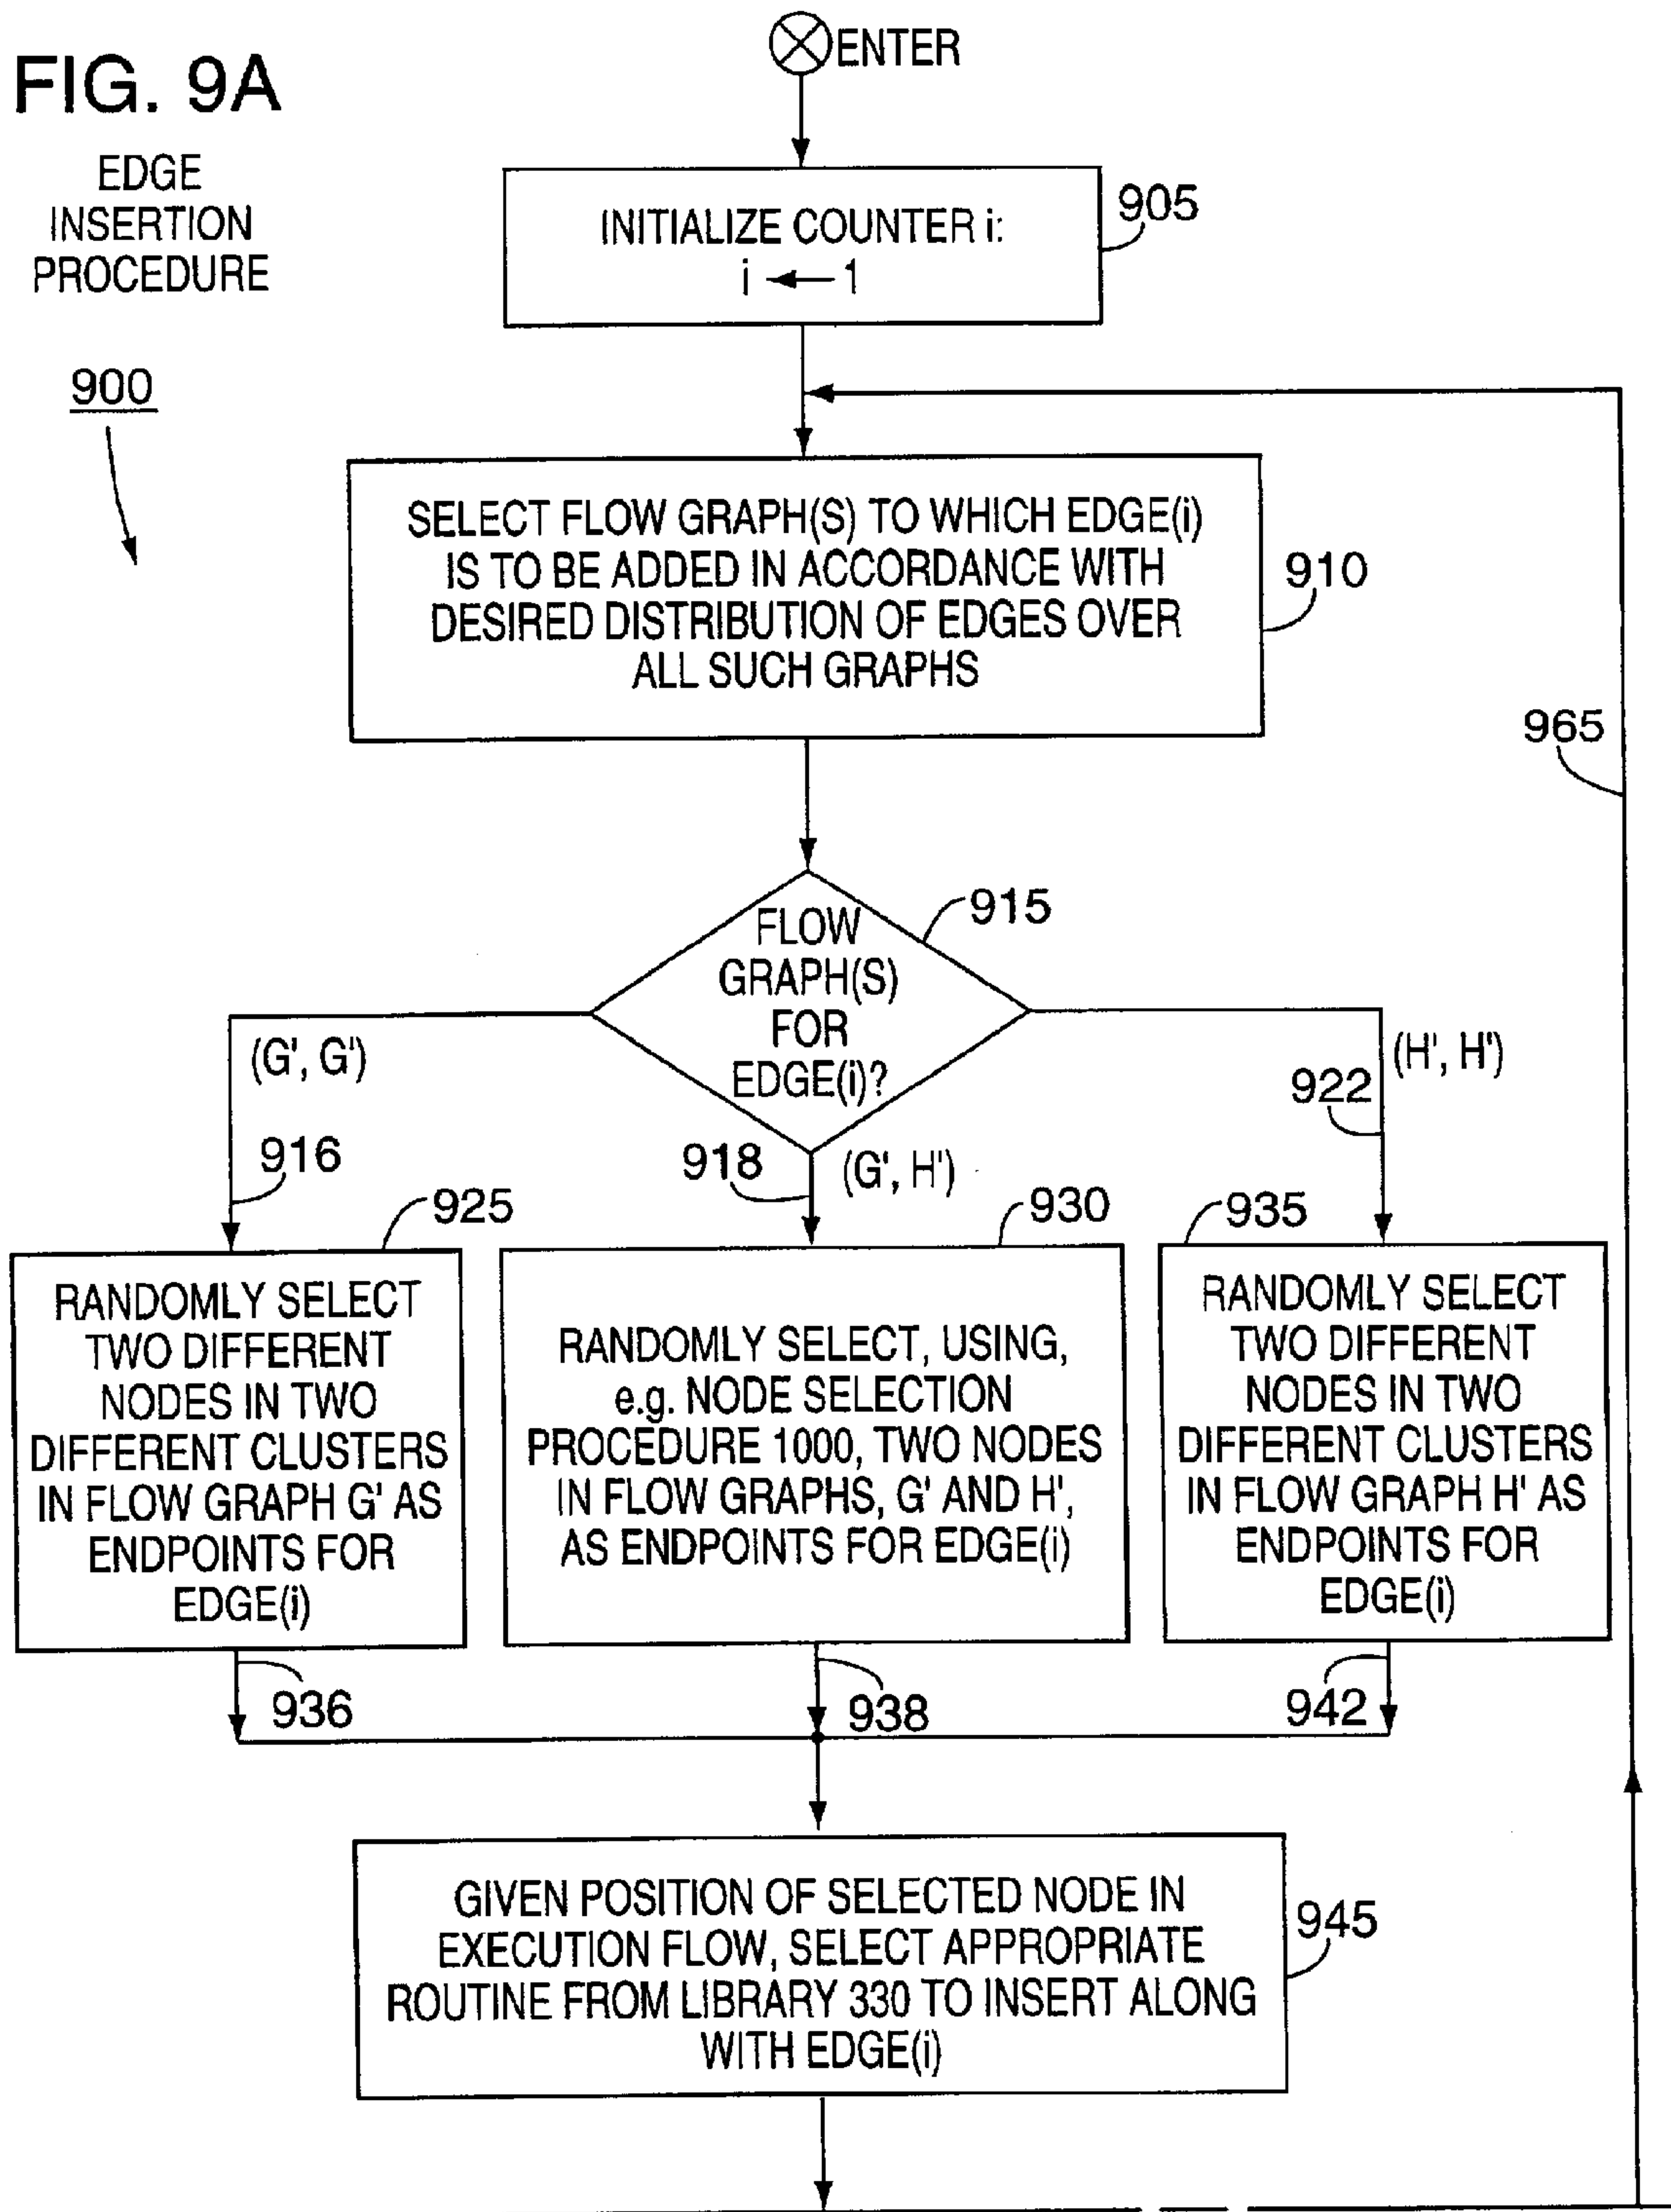 FIG. 9A
EDGE
INSERTION
PROCEDURE
900
ENTER
INITIALIZE COUNTER i:
i ← 1
905
SELECT FLOW GRAPH(S) TO WHICH EDGE(i)
IS TO BE ADDED IN ACCORDANCE WITH
DESIRED DISTRIBUTION OF EDGES OVER
ALL SUCH GRAPHS
910
965
FLOW
GRAPH(S)
FOR
EDGE(i)?
915
(G', G')
916
918
(G', H')
(H', H')
922
925
RANDOMLY SELECT
TWO DIFFERENT
NODES IN TWO
DIFFERENT CLUSTERS
IN FLOW GRAPH G' AS
ENDPOINTS FOR
EDGE(i)
930
RANDOMLY SELECT, USING,
e.g. NODE SELECTION
PROCEDURE 1000, TWO NODES
IN FLOW GRAPHS, G' AND H',
AS ENDPOINTS FOR EDGE(i)
935
RANDOMLY SELECT
TWO DIFFERENT
NODES IN TWO
DIFFERENT CLUSTERS
IN FLOW GRAPH H' AS
ENDPOINTS FOR
EDGE(i)
936
938
942
GIVEN POSITION OF SELECTED NODE IN
EXECUTION FLOW, SELECT APPROPRIATE
ROUTINE FROM LIBRARY 330 TO INSERT ALONG
WITH EDGE(i)
945